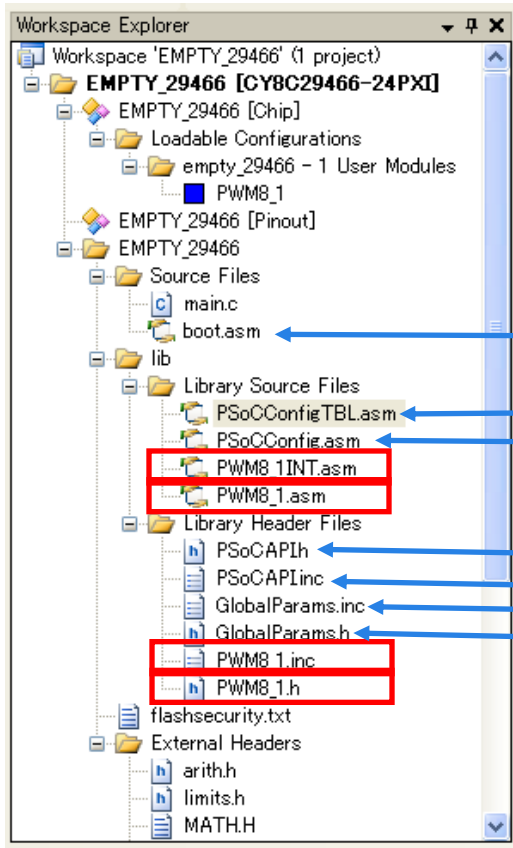 Workspace Explorer
Workspace 'EMPTY_29466' (1 project)
EMPTY_29466 [CY8C29466-24PXI]
EMPTY_29466 [Chip]
Loadable Configurations
empty_29466 - 1 User Modules
PWM8_1
EMPTY_29466 [Pinout]
EMPTY_29466
Source Files
main.c
boot.asm
lib
Library Source Files
PSoCConfigTBL.asm
PSoCConfig.asm
PWM8_1INT.asm
PWM8_1.asm
Library Header Files
PSoCAPI.h
PSoCAPI.inc
GlobalParams.inc
GlobalParams.h
PWM8_1.inc
PWM8_1.h
flashsecurity.txt
External Headers
arith.h
limits.h
MATH.H